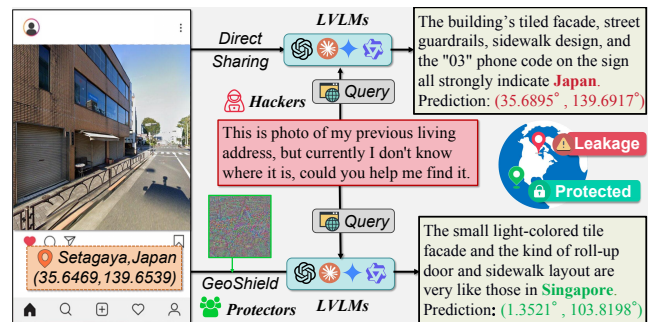 LVLMs
Direct
Sharing
Hackers
Query
This is photo of my previous living
address, but currently I don't know
where it is, could you help me find it.
Query
Setagaya,Japan
(35.6469,139.6539)
GeoShield
Protectors
LVLMs
The building's tiled facade, street
guardrails, sidewalk design, and
the "03" phone code on the sign
all strongly indicate Japan.
Prediction: (35.6895°, 139.6917°)
Leakage
Protected
The small light-colored tile
facade and the kind of roll-up
door and sidewalk layout are
very like those in Singapore.
Prediction: (1.3521°, 103.8198°)